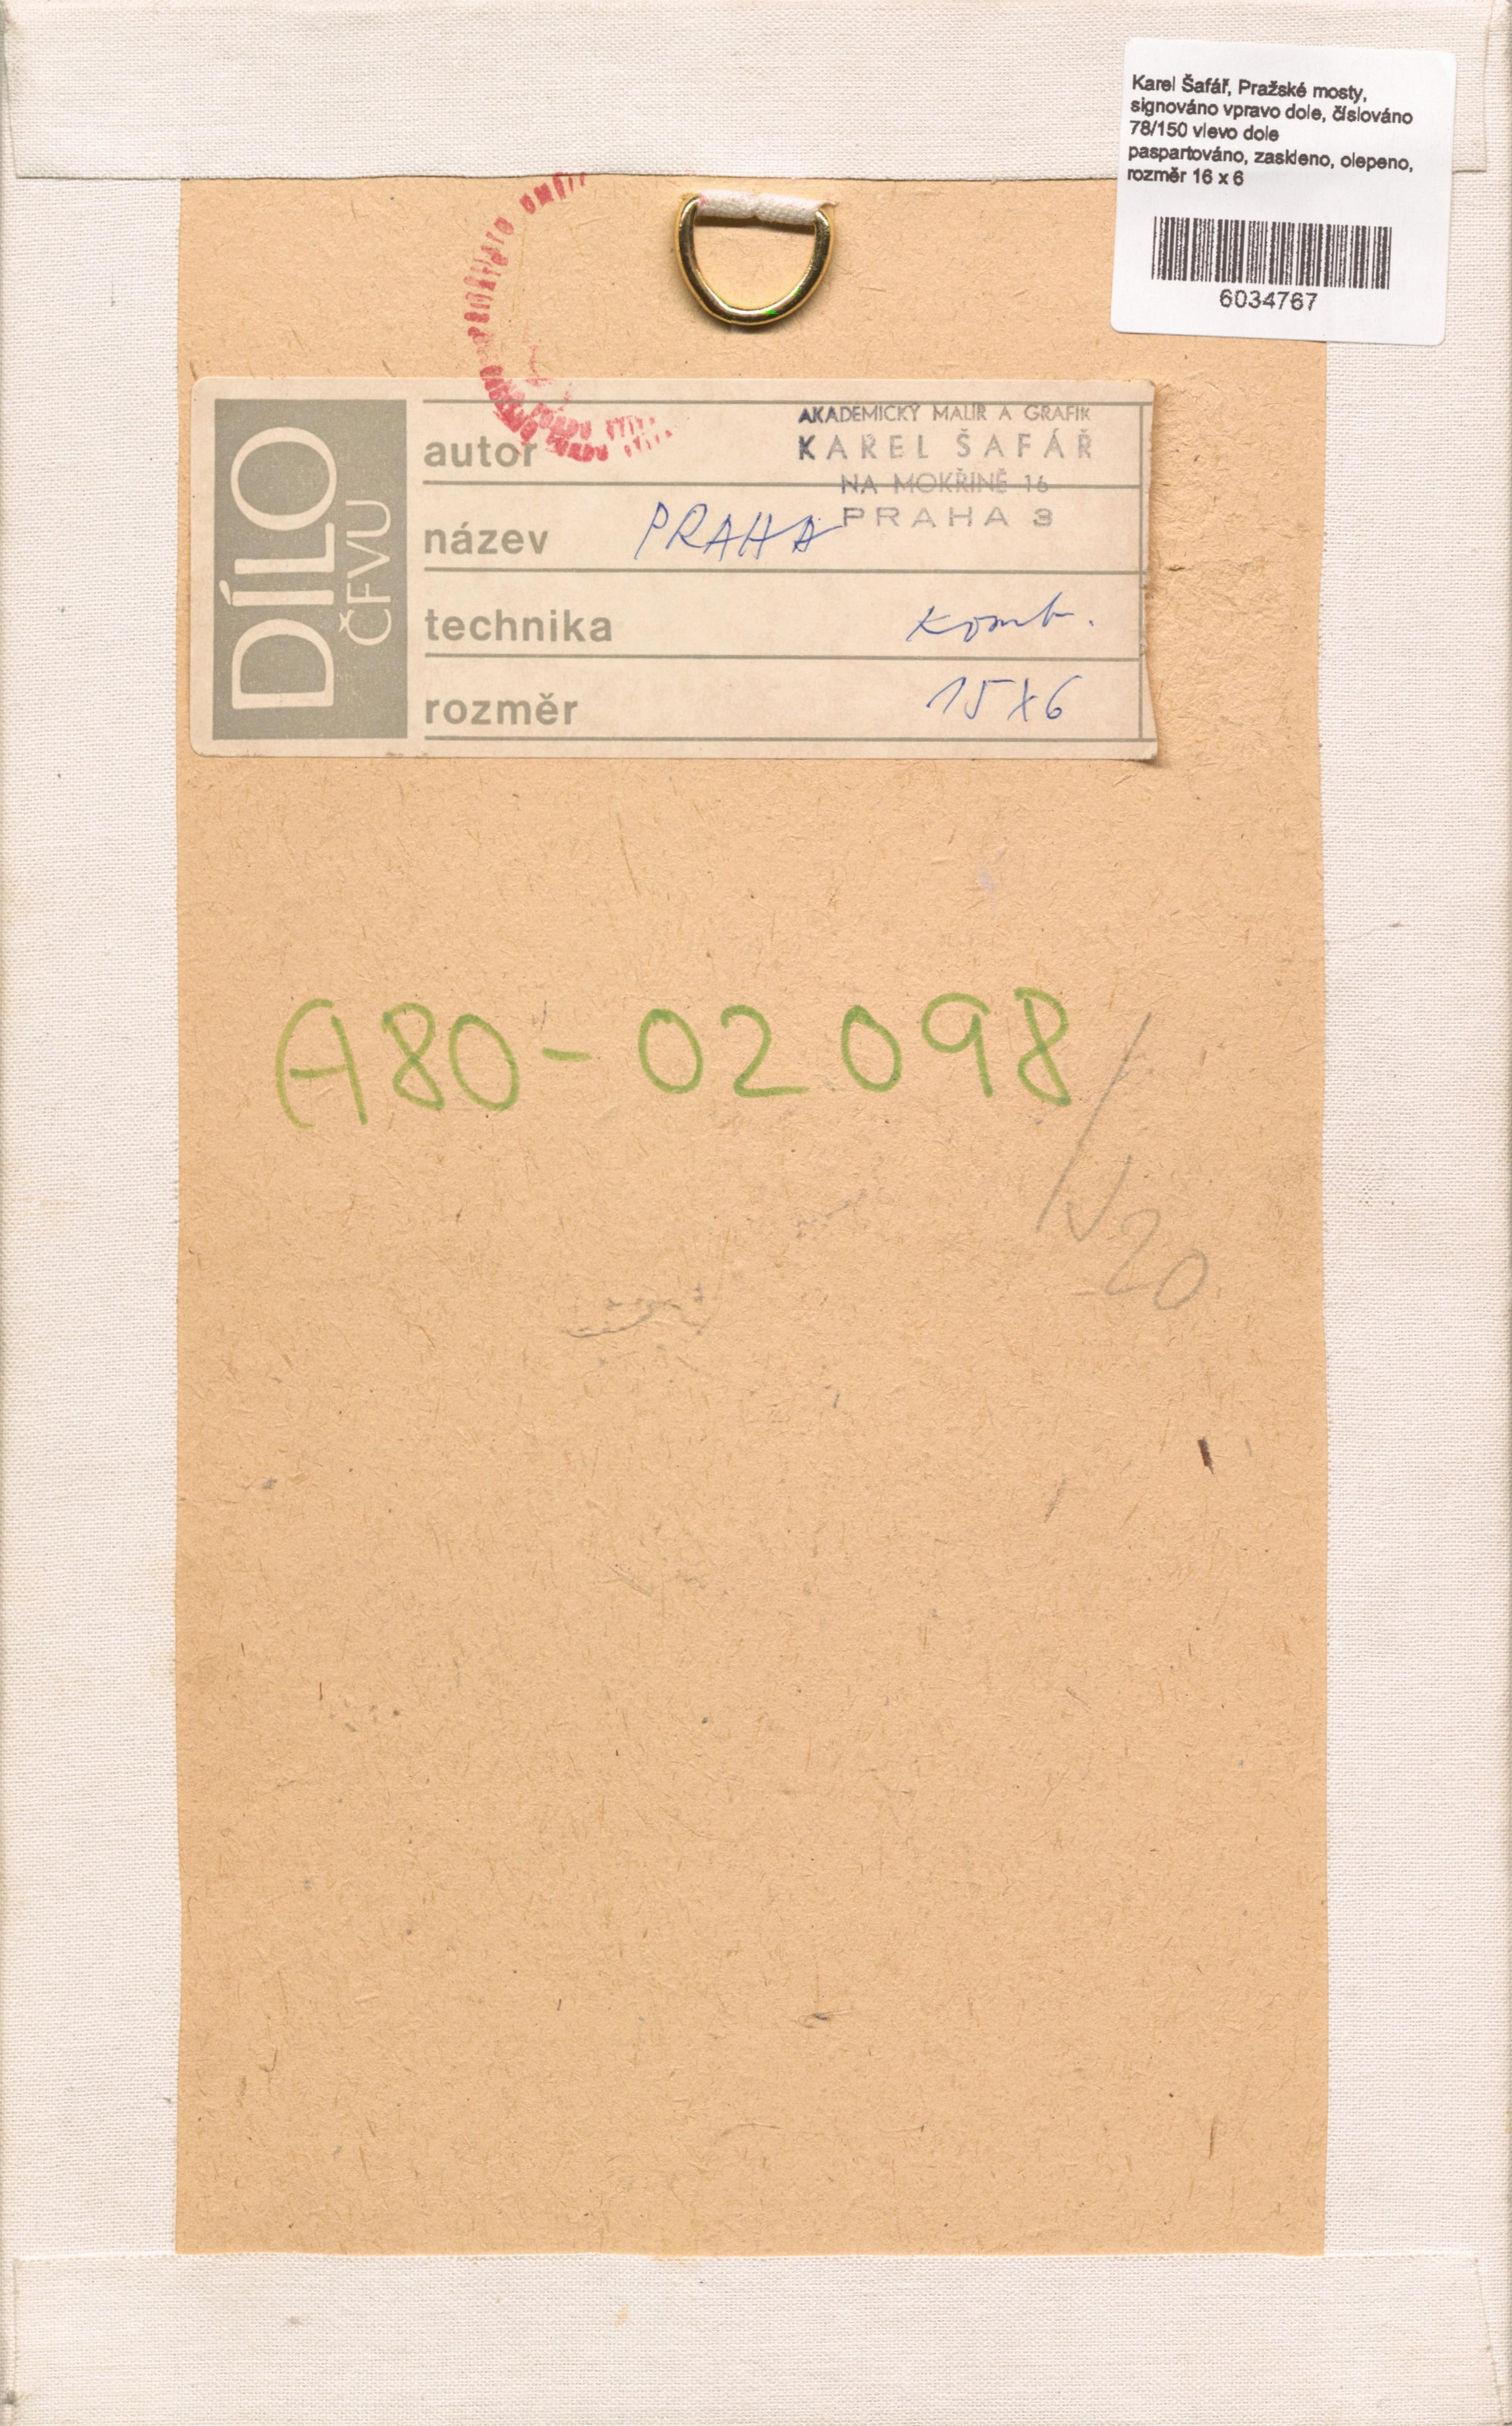 Karel Šafář, Pražské mosty,
signováno vpravo dole, číslováno
78/150 vlevo dole
paspartováno, zaskleno, olepeno,
rozměr 16 x 6
6034767
DÍLO
ČFVU
AKADEMICKÝ MALÍŘ A GRAFIK
autor KAREL ŠAFÁŘ
NA MOKŘINĚ 16
PRAHA 3
název PRAHA
technika komb.
rozměr 15x6
A80-02098
/
20